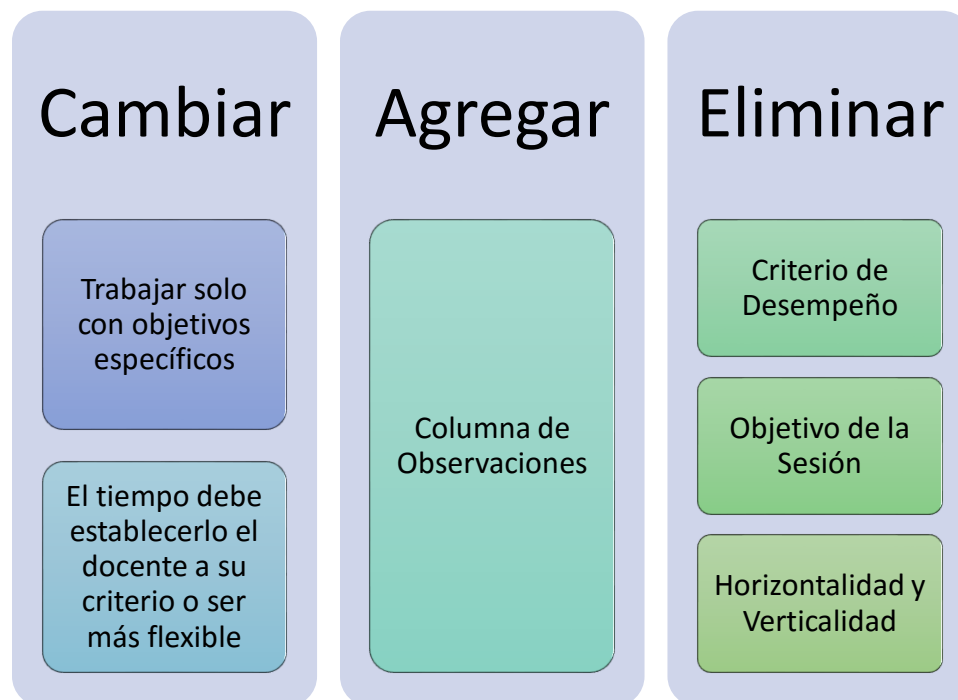 Cambiar
Trabajar solo
con objetivos
específicos
El tiempo debe
establecerlo el
docente a su
criterio o ser
más flexible
Agregar
Columna de
Observaciones
Eliminar
Criterio de
Desempeño
Objetivo de la
Sesión
Horizontalidad y
Verticalidad